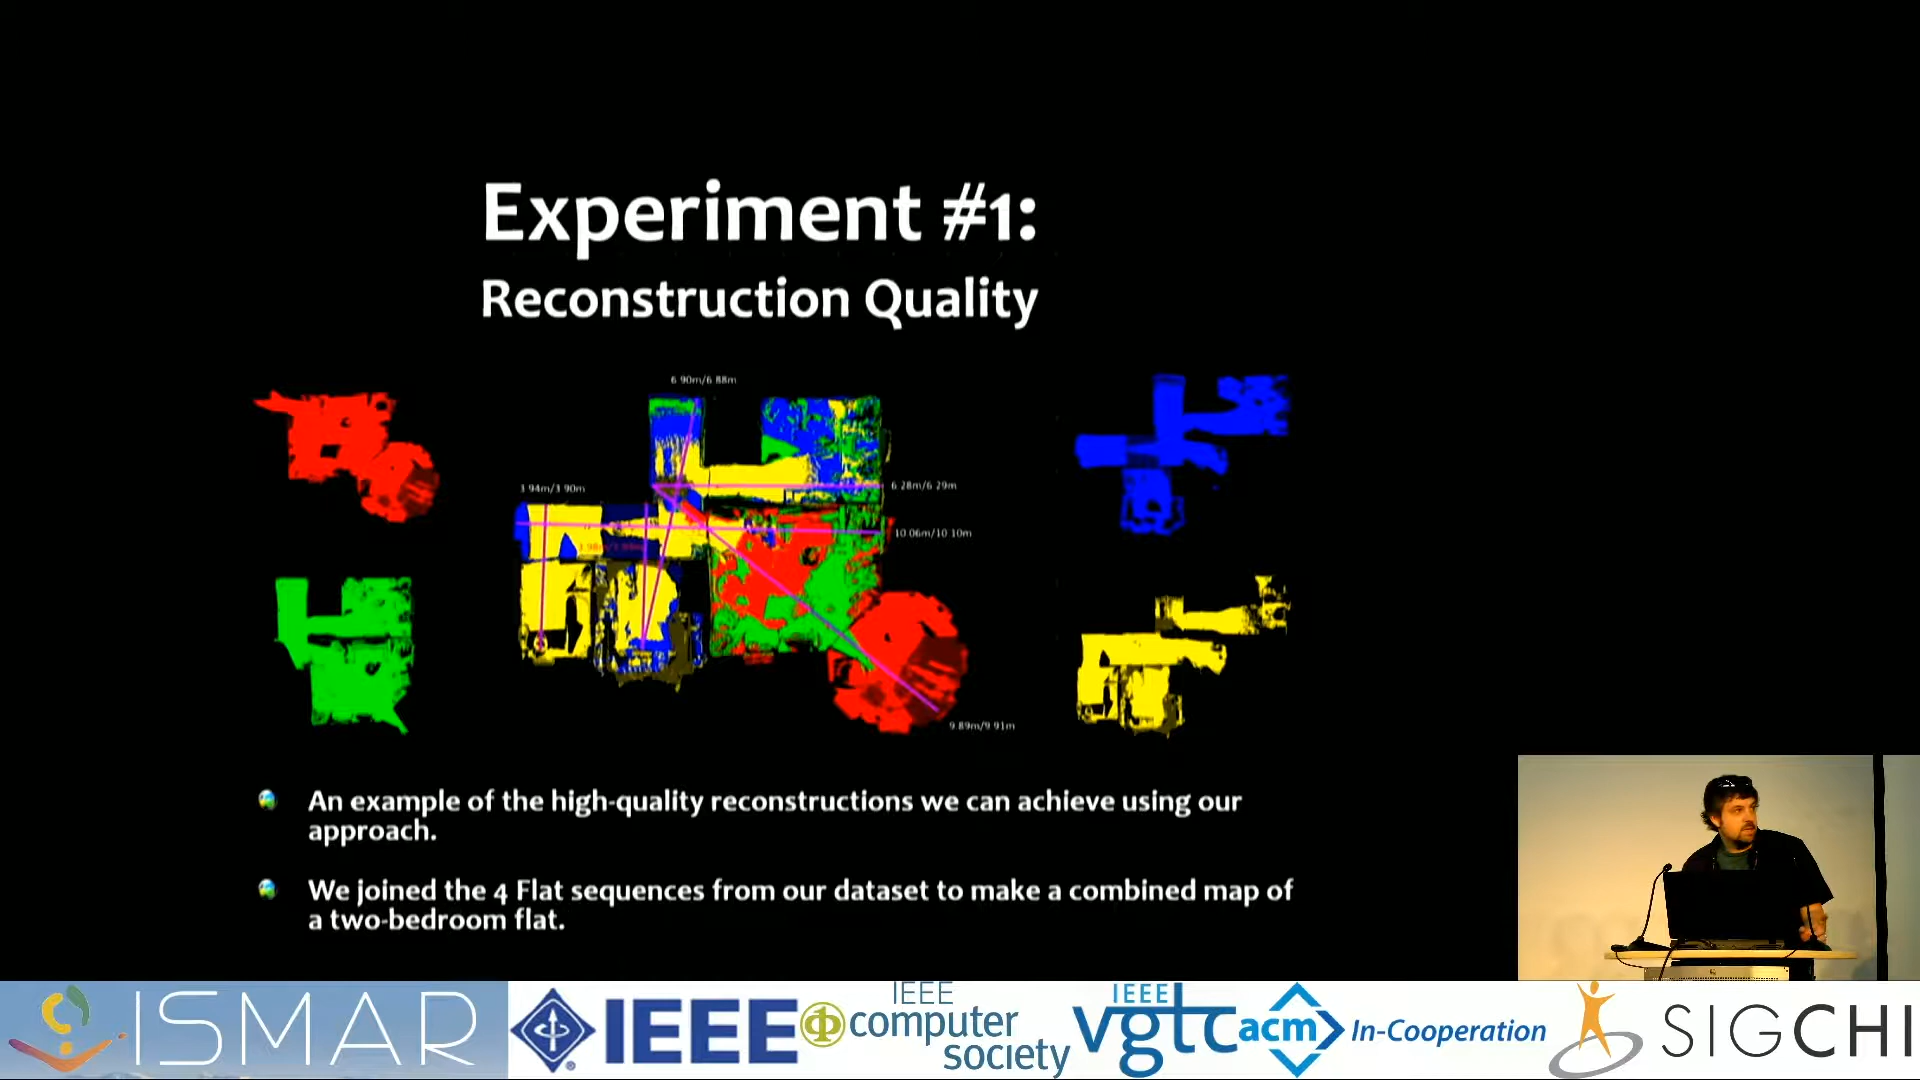 Experiment #1:
Reconstruction Quality
6 90m/6 88m
3 94m/3 90m
6 28m/6 29m
10 06m/10 10m
9 89m/9 91m
An example of the high-quality reconstructions we can achieve using our
approach.
We joined the 4 Flat sequences from our dataset to make a combined map of
a two-bedroom flat.
ISMAR
IEEE
IEEE
computer
society
IEEE
vgtc
acm In-Cooperation
SIGCHI